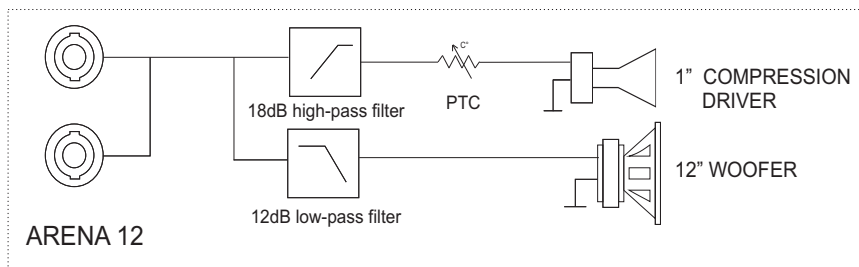 C°
1” COMPRESSION
DRIVER
18dB high-pass filter
PTC
12” WOOFER
12dB low-pass filter
ARENA 12